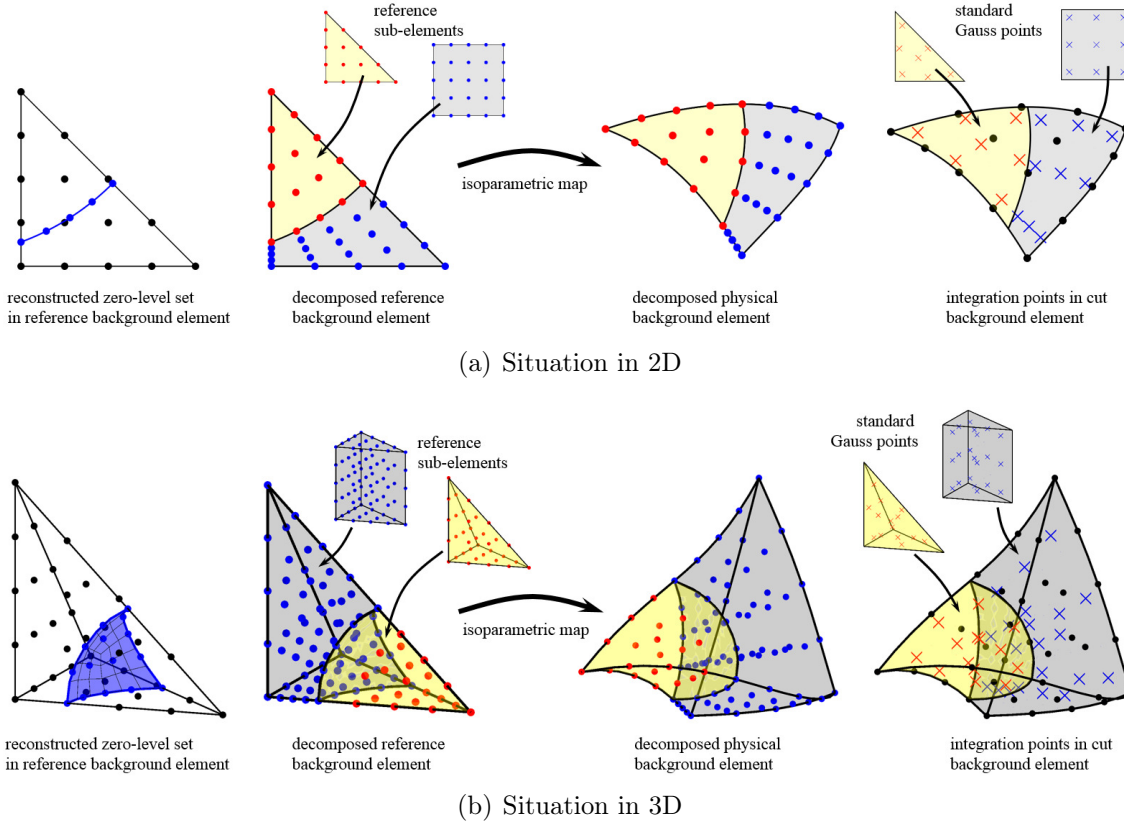 reference
sub-elements
standard
Gauss points
isoparametric map
reconstructed zero-level set
in reference background element
decomposed reference
background element
decomposed physical
background element
integration points in cut
background element
(a) Situation in 2D
reference
sub-elements
standard
Gauss points
isoparametric map
reconstructed zero-level set
in reference background element
decomposed reference
background element
decomposed physical
background element
integration points in cut
background element
(b) Situation in 3D